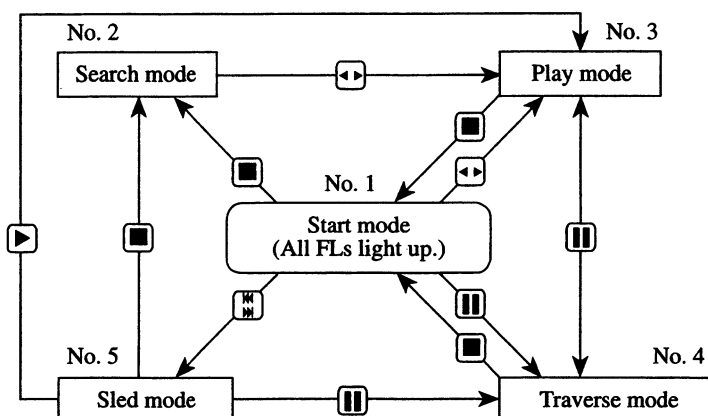 No. 2
No. 3
Search mode
Play mode
No. 1
Start mode
(All FLs light up.)
No. 5
No. 4
Sled mode
Traverse mode